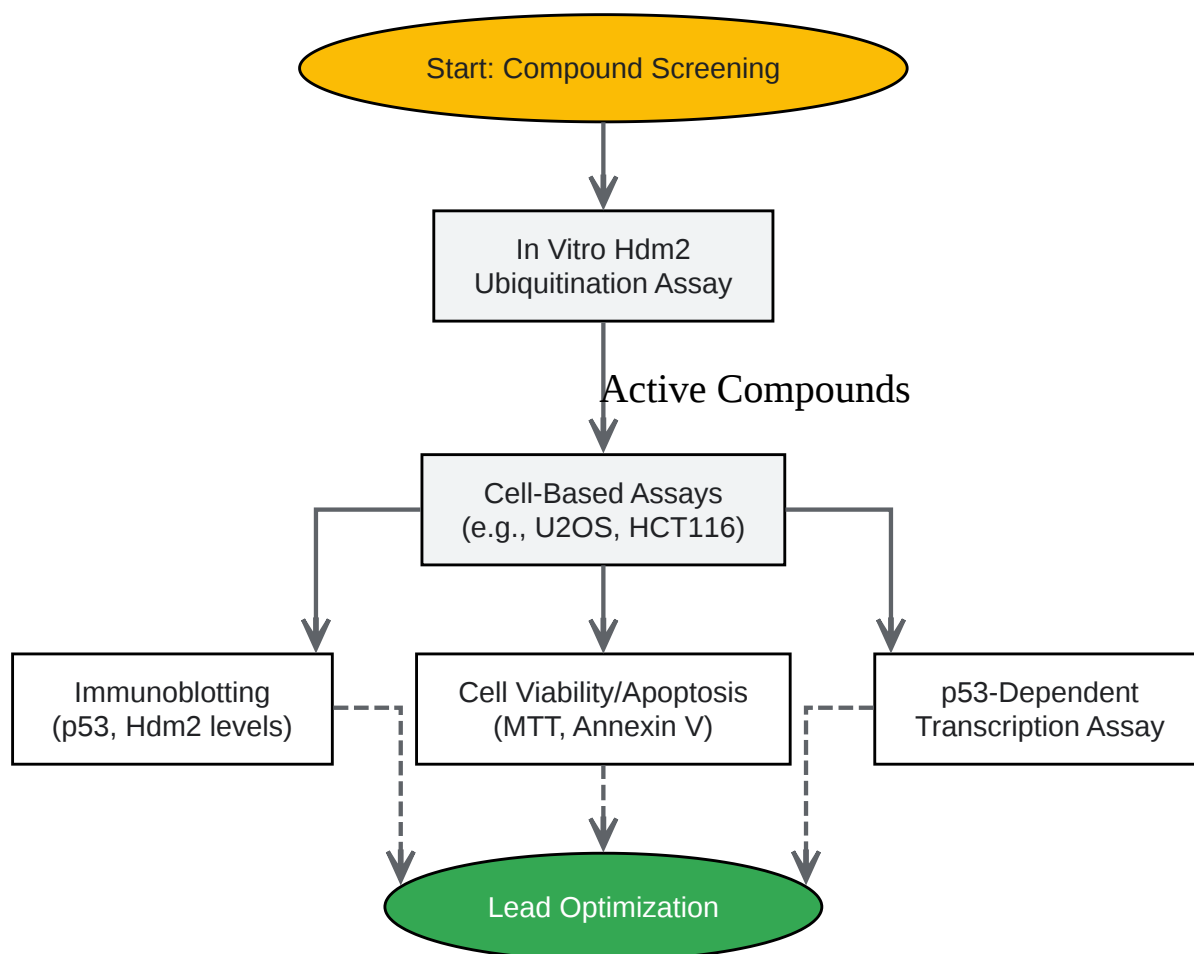 Start: Compound Screening
In Vitro Hdm2
Ubiquitination Assay
Active Compounds
Cell-Based Assays
(e.g., U2OS, HCT116)
Immunoblotting
(p53, Hdm2 levels)
Cell Viability/Apoptosis
(MTT, Annexin V)
p53-Dependent
Transcription Assay
Lead Optimization